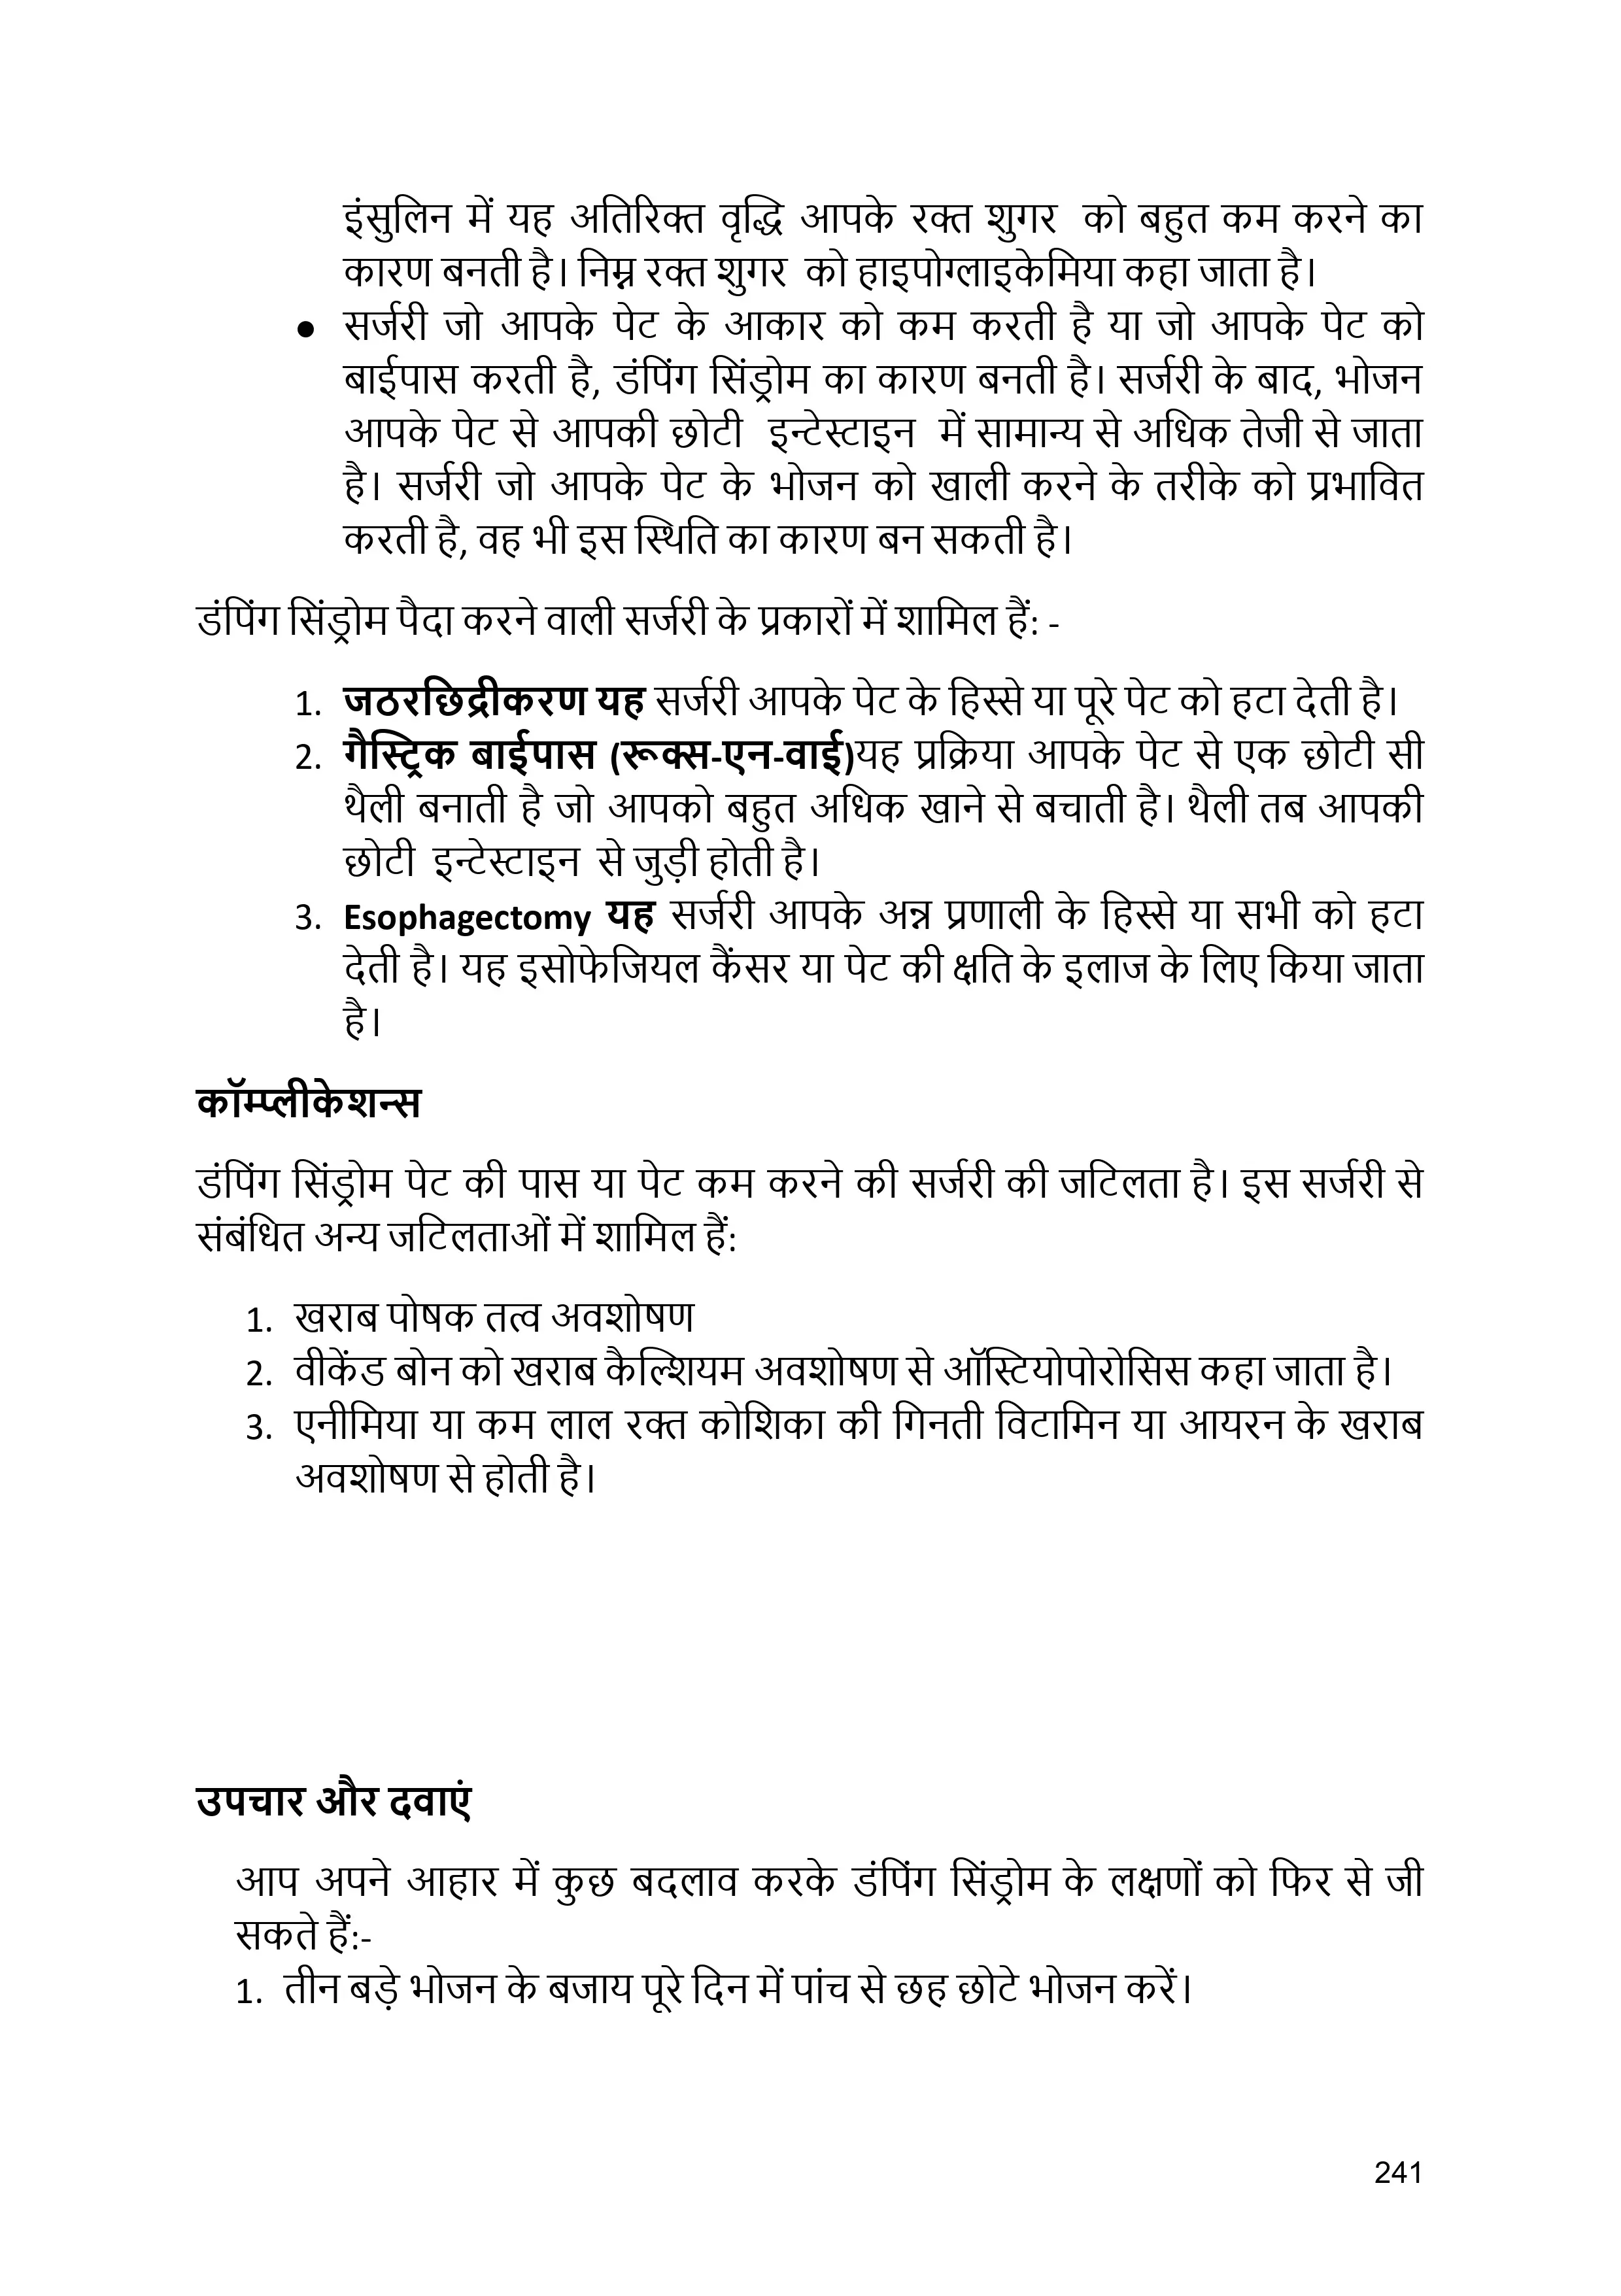 इंसुलिन में यह अतिरिक्त वृद्धि आपके रक्त शुगर को बहुत कम करने का
कारण बनती है। निम्न रक्त शुगर को हाइपोग्लाइकेमिया कहा जाता है।
● सर्जरी जो आपके पेट के आकार को कम करती है या जो आपके पेट को
बाईपास करती है, डंपिंग सिंड्रोम का कारण बनती है। सर्जरी के बाद, भोजन
आपके पेट से आपकी छोटी इन्टेस्टाइन में सामान्य से अधिक तेजी से जाता
है। सर्जरी जो आपके पेट के भोजन को खाली करने के तरीके को प्रभावित
करती है, वह भी इस स्थिति का कारण बन सकती है।
डंपिंग सिंड्रोम पैदा करने वाली सर्जरी के प्रकारों में शामिल हैं: -
1. जठरछिद्रीकरण यह सर्जरी आपके पेट के हिस्से या पूरे पेट को हटा देती है।
2. गैस्ट्रिक बाईपास (रूक्स-एन-वाई)यह प्रक्रिया आपके पेट से एक छोटी सी
थैली बनाती है जो आपको बहुत अधिक खाने से बचाती है। थैली तब आपकी
छोटी इन्टेस्टाइन से जुड़ी होती है।
3. Esophagectomy यह सर्जरी आपके अन्न प्रणाली के हिस्से या सभी को हटा
देती है। यह इसोफेजियल कैंसर या पेट की क्षति के इलाज के लिए किया जाता
है।
कॉम्प्लीकेशन्स
डंपिंग सिंड्रोम पेट की पास या पेट कम करने की सर्जरी की जटिलता है। इस सर्जरी से
संबंधित अन्य जटिलताओं में शामिल हैं:
1. खराब पोषक तत्व अवशोषण
2. वीकेंड बोन को खराब कैल्शियम अवशोषण से ऑस्टियोपोरोसिस कहा जाता है।
3. एनीमिया या कम लाल रक्त कोशिका की गिनती विटामिन या आयरन के खराब
अवशोषण से होती है।
उपचार और दवाएं
आप अपने आहार में कुछ बदलाव करके डंपिंग सिंड्रोम के लक्षणों को फिर से जी
सकते हैं:-
1. तीन बड़े भोजन के बजाय पूरे दिन में पांच से छह छोटे भोजन करें।
241